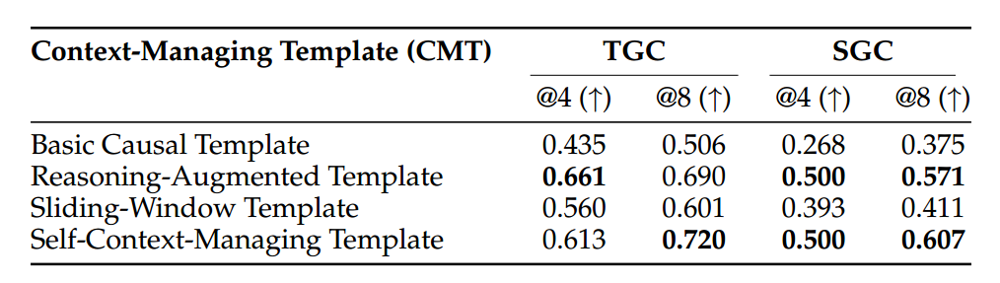 Context-Managing Template (CMT) TGC SGC
@4 (↑) @8 (↑) @4 (↑) @8 (↑)
Basic Causal Template 0.435 0.506 0.268 0.375
Reasoning-Augmented Template 0.661 0.690 0.500 0.571
Sliding-Window Template 0.560 0.601 0.393 0.411
Self-Context-Managing Template 0.613 0.720 0.500 0.607